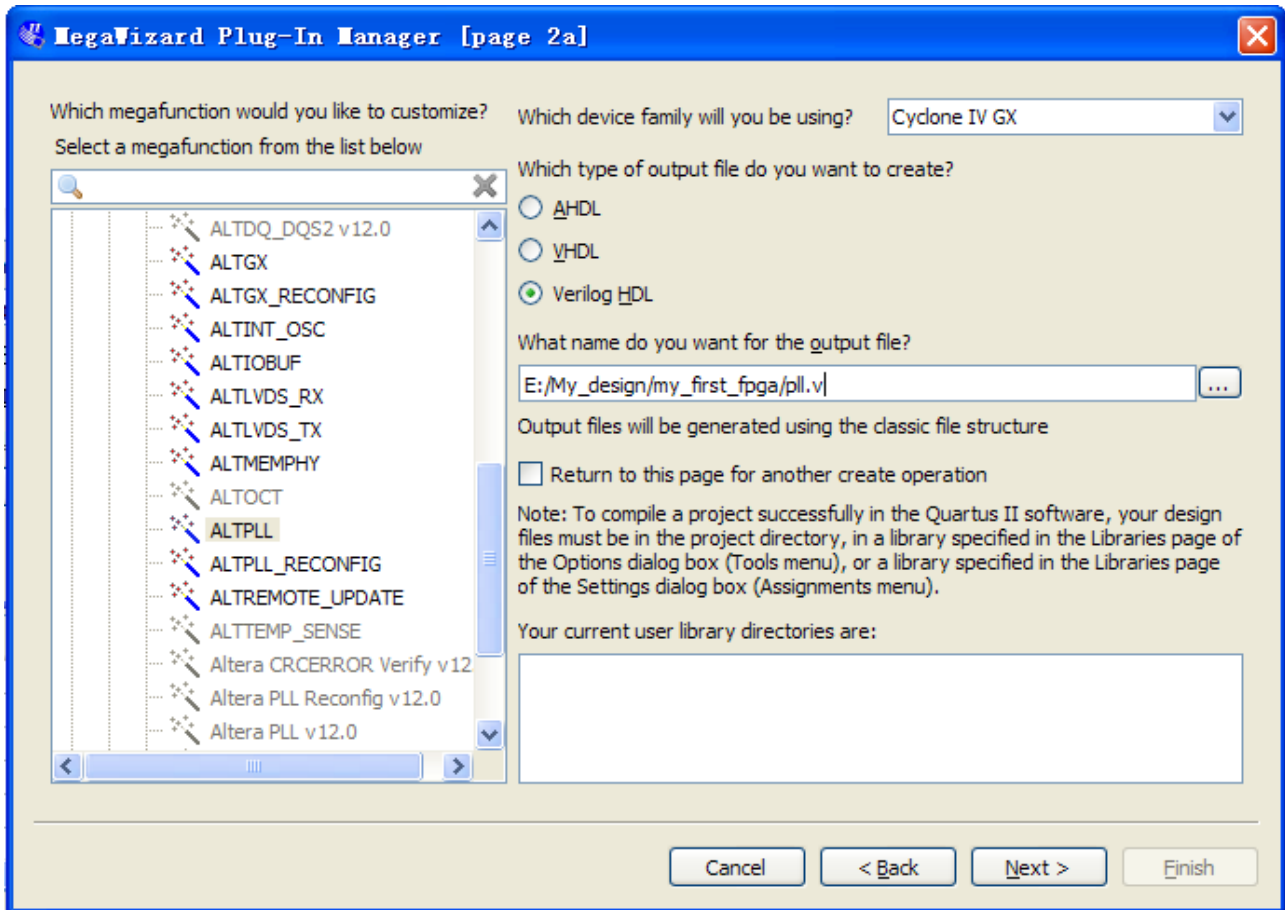 MegaWizard Plug-In Manager [page 2a]
Which megafunction would you like to customize?
Select a megafunction from the list below
ALTDQ_DQS2 v12.0
ALTGX
ALTGX_RECONFIG
ALTINT_OSC
ALTIOBUF
ALTLVDS_RX
ALTLVDS_TX
ALTMEMPHY
ALTOCT
ALTPLL
ALTPLL_RECONFIG
ALTREMOTE_UPDATE
ALTTEMP_SENSE
Altera CRCERROR Verify v12
Altera PLL Reconfig v12.0
Altera PLL v12.0
Which device family will you be using?
Cyclone IV GX
Which type of output file do you want to create?
AHDL
VHDL
Verilog HDL
What name do you want for the output file?
E:/My_design/my_first_fpga/pll.v
...
Output files will be generated using the classic file structure
Return to this page for another create operation
Note: To compile a project successfully in the Quartus II software, your design
files must be in the project directory, in a library specified in the Libraries page of
the Options dialog box (Tools menu), or a library specified in the Libraries page
of the Settings dialog box (Assignments menu).
Your current user library directories are:
Cancel
< Back
Next >
Finish